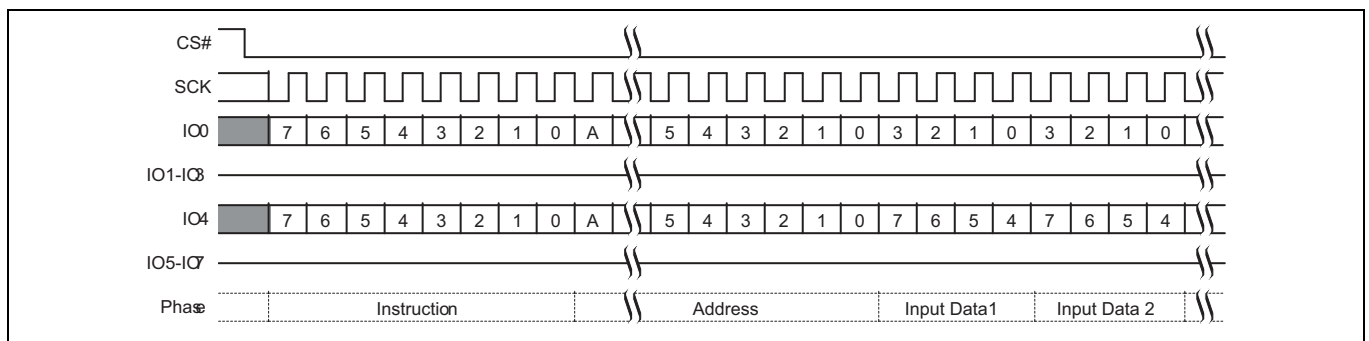 CS#
SCK
IO0 7 6 5 4 3 2 1 0 A 5 4 3 2 1 0 3 2 1 0 3 2 1 0
IO1-IO3
IO4 7 6 5 4 3 2 1 0 A 5 4 3 2 1 0 7 6 5 4 7 6 5 4
IO5-IO7
Phase Instruction Address Input Data1 Input Data 2